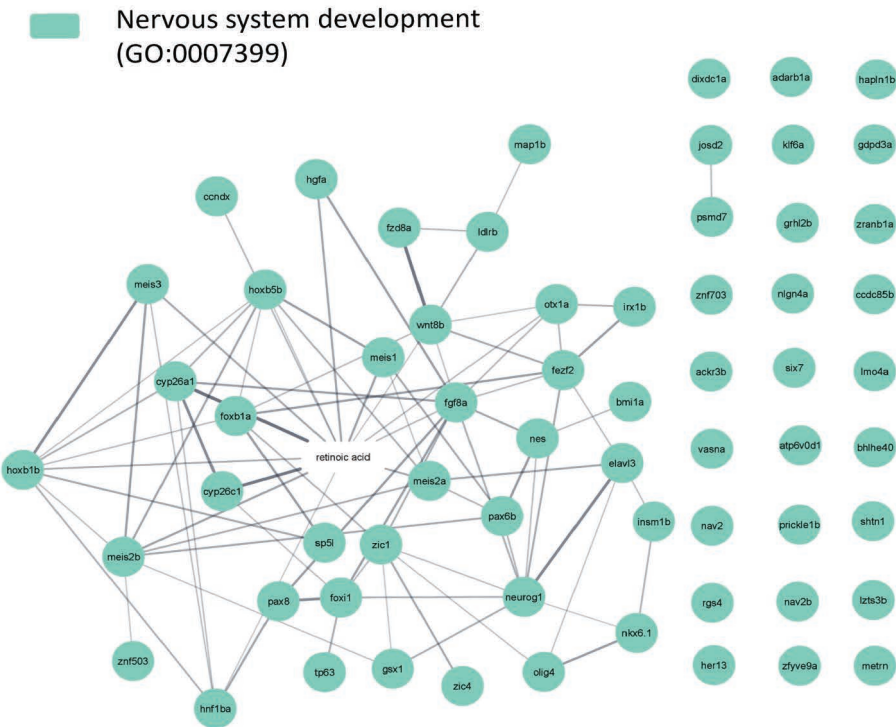 Nervous system development
(GO:0007399)
dixdc1a
adarb1a
hapln1b
map1b
josd2
klf6a
gdpd3a
hgfa
ccndx
fzd8a
ldlrb
psmd7
grhl2b
zranb1a
meis3
hoxb5b
otx1a
irx1b
znf703
nlgn4a
ccdc85b
wnt8b
meis1
cyp26a1
fezf2
ackr3b
six7
lmo4a
foxb1a
fgf8a
bmi1a
nes
retinoic acid
vasna
atp6v0d1
bhlhe40
hoxb1b
elavl3
cyp26c1
meis2a
pax6b
insm1b
nav2
prickle1b
shtn1
meis2b
sp5l
zic1
pax8
foxi1
neurog1
rgs4
nav2b
lzts3b
nkx6.1
znf503
tp63
gsx1
zic4
olig4
her13
zfyve9a
metrn
hnf1ba